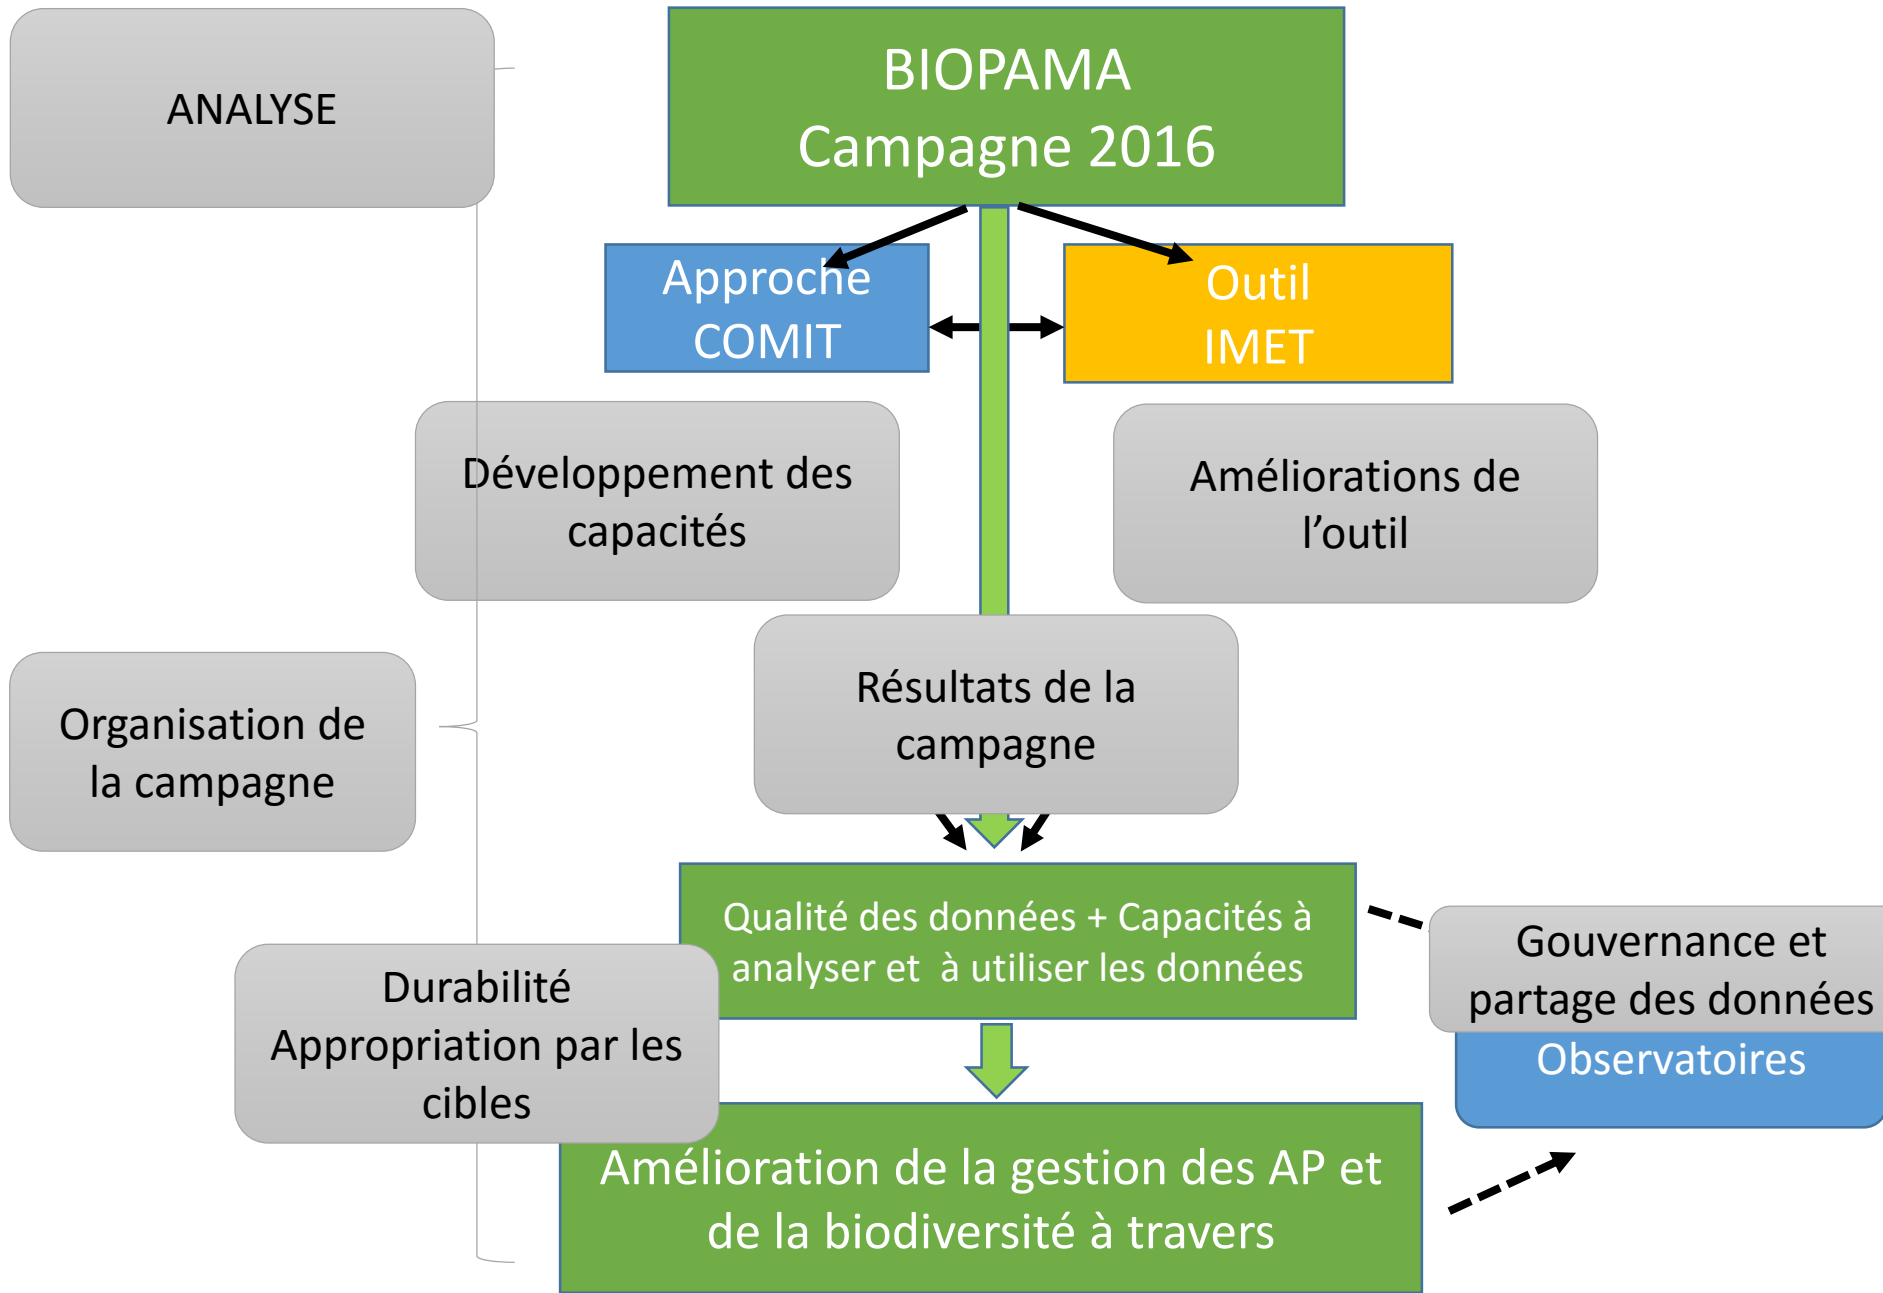 ANALYSE
BIOPAMA
Campagne 2016
Approche
COMIT
Outil
IMET
Développement des
capacités
Améliorations de
l’outil
Résultats de la
campagne
Organisation de
la campagne
Qualité des données + Capacités à
analyser et à utiliser les données
Gouvernance et
partage des données
Observatoires
Durabilité
Appropriation par les
cibles
Amélioration de la gestion des AP et
de la biodiversité à travers